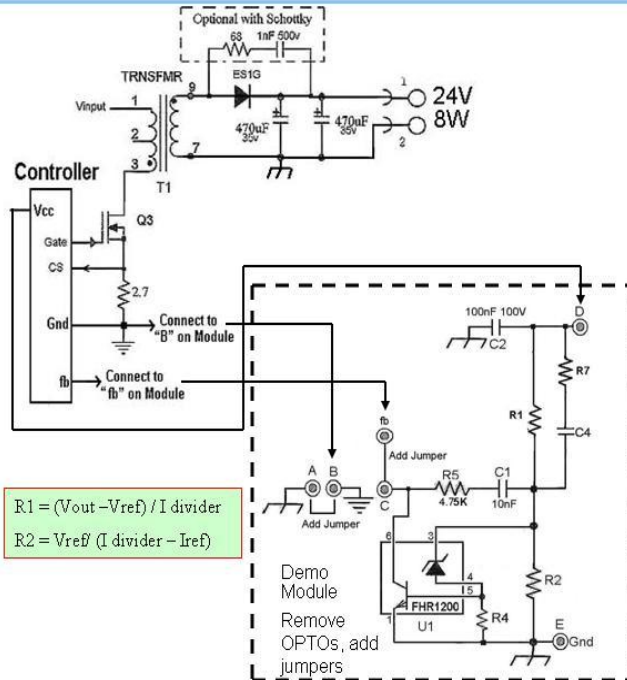 Optional with Schottky
68 1nF 500v
TRNSFMR
ES1G
9
1
24V
8W
2
Vinput
1
2
3
7
T1
470uF
35v
470uF
35v
Controller
Vcc
Gate
Q3
CS
2.7
Gnd
Connect to
"B" on Module
fb
Connect to
"fb" on Module
100nF 100V
C2
D
R7
R1
C4
fb
Add Jumper
A B
C
Add Jumper
R5
4.75K
C1
10nF
R1 = (Vout –Vref) / I divider
R2 = Vref/ (I divider – Iref)
6
3
4
5
1
FHR1200
U1
R4
R2
E
Gnd
Demo
Module
Remove
OPTOs, add
jumpers